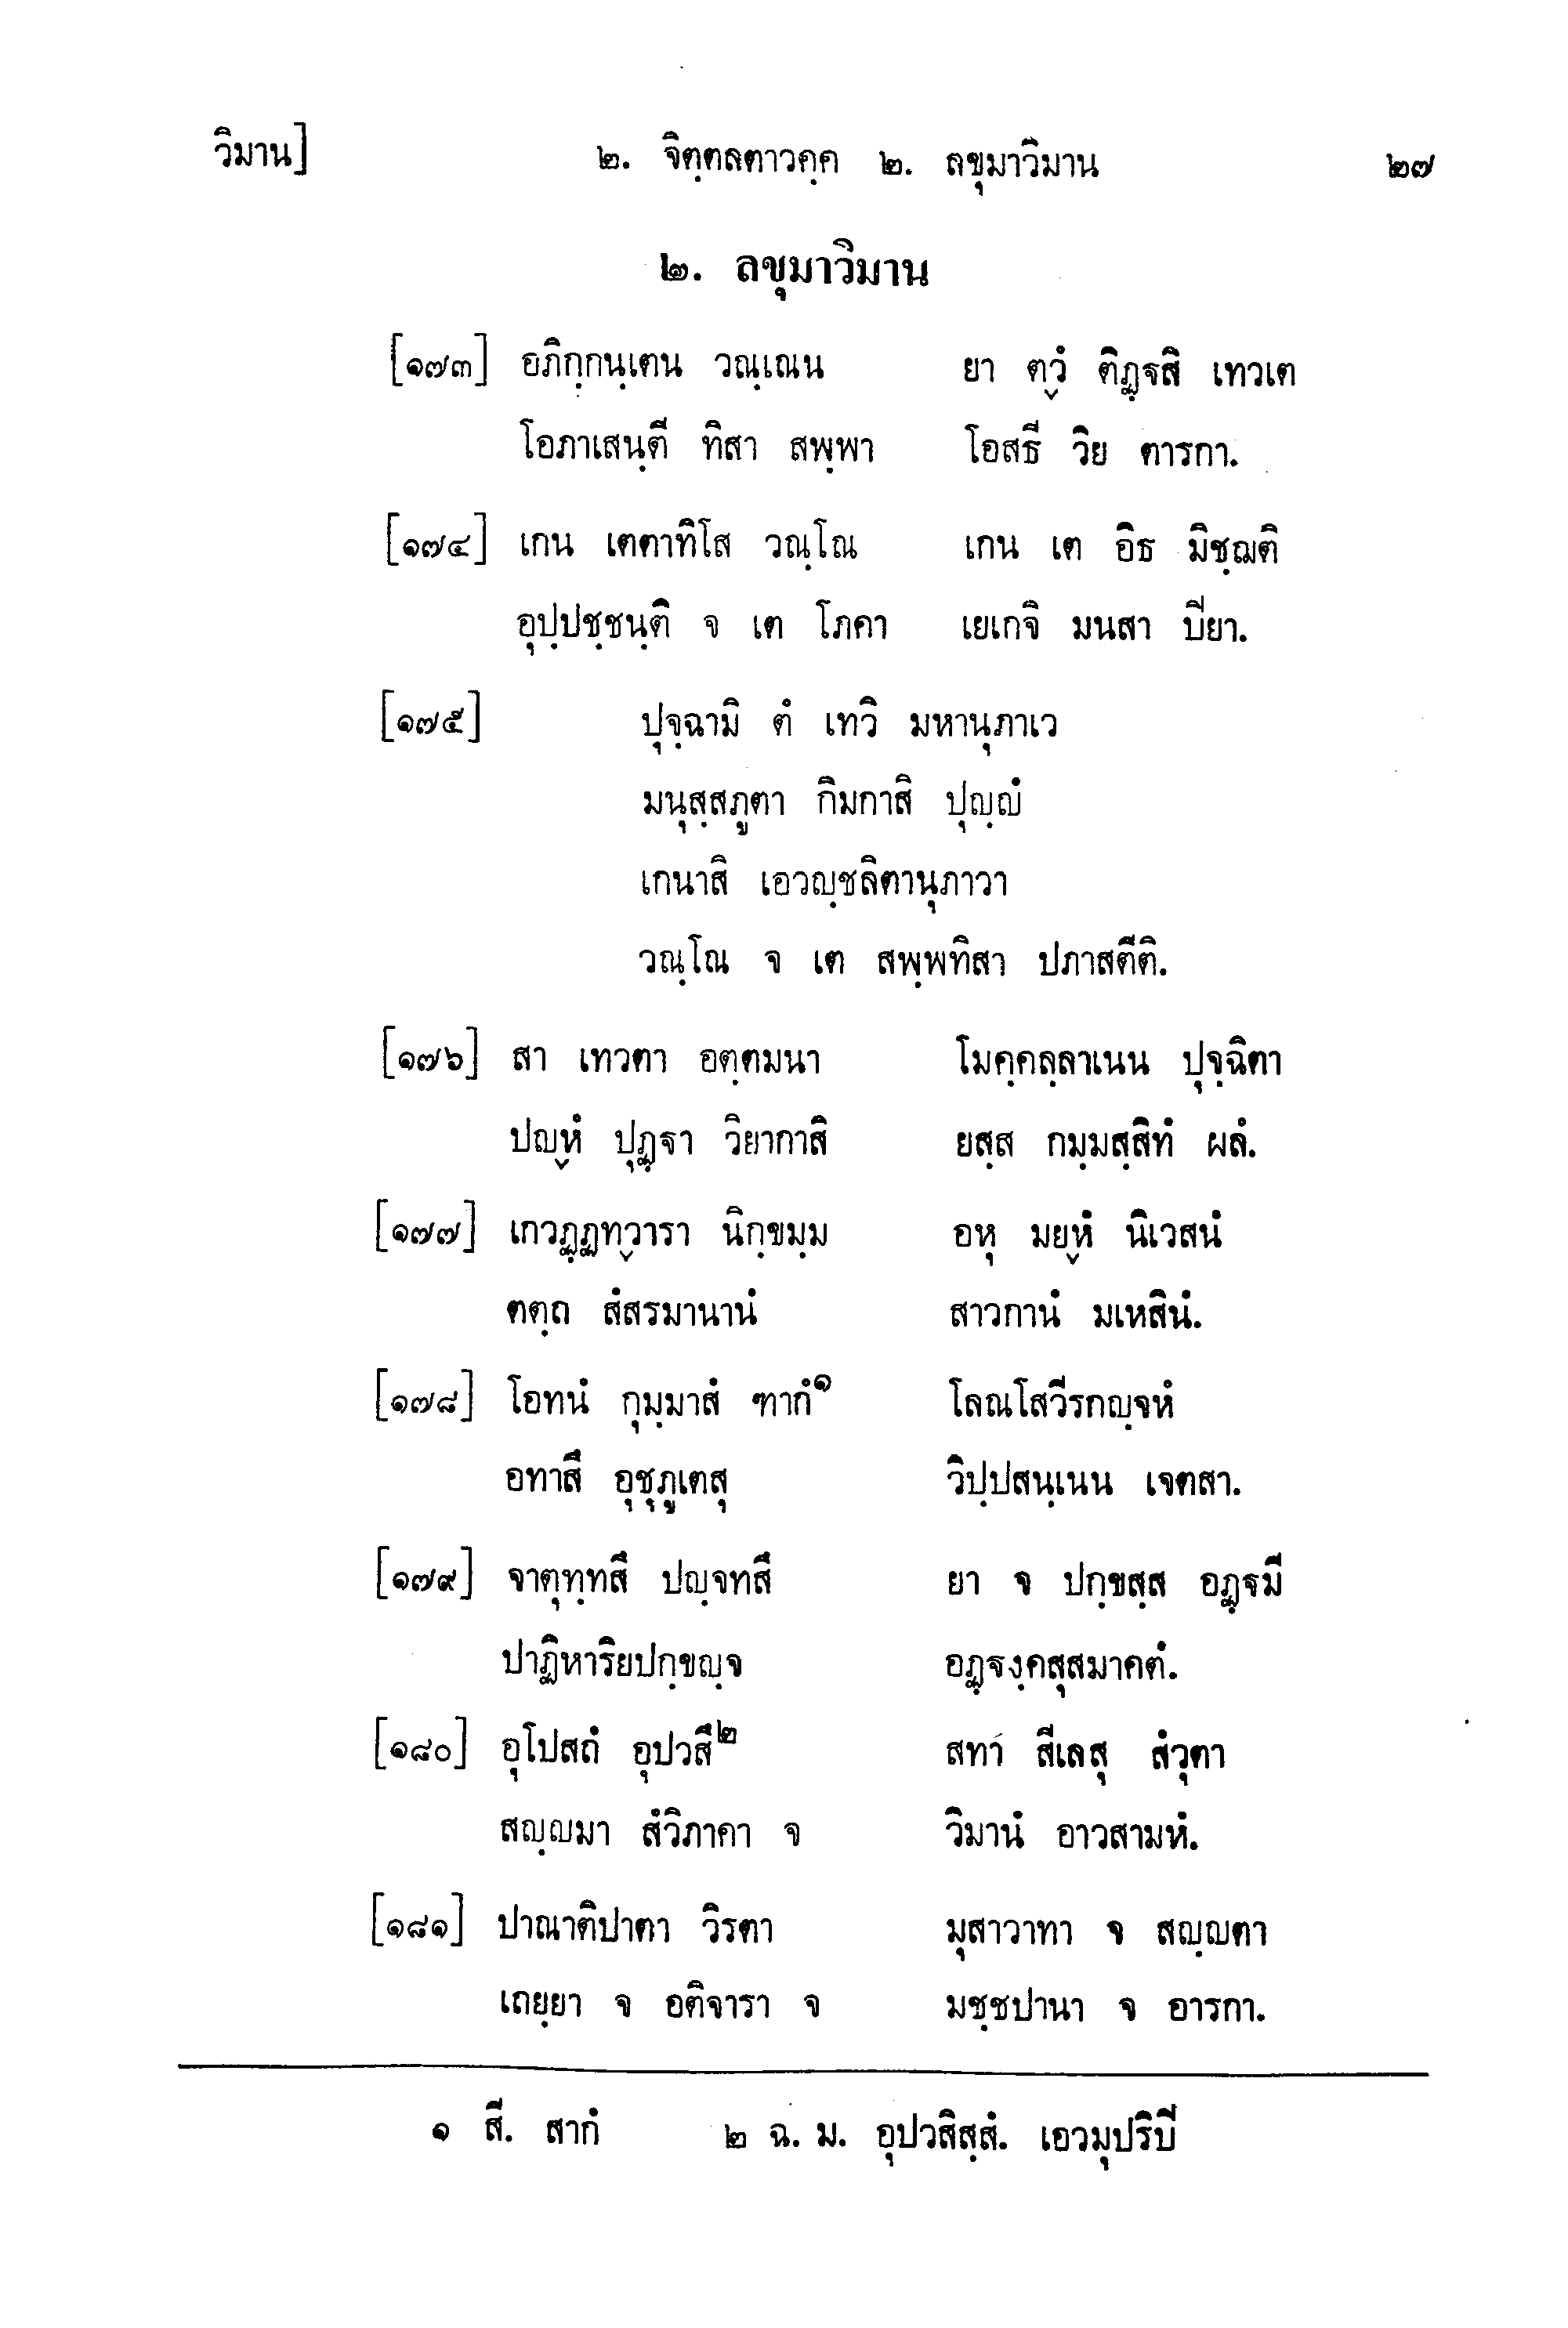 วิมาน] ๒. จิตฺตลตาวคฺค ๒. ลขุมาวิมาน ๒๗
๒. ลขุมาวิมาน
[๑๗๓] อภิกฺกนฺเตน วณฺเณน ยา ตฺวํ ติฏฺฐสิ เทวเต
โอภาเสนฺตี ทิสา สพฺพา โอสธี วิย ตารกา.
[๑๗๔] เกน เตตาทิโส วณฺโณ เกน เต อิธ มิชฺฌติ
อุปฺปชฺชนฺติ จ เต โภคา เยเกจิ มนสา ปิยา.
[๑๗๕] ปุจฺฉามิ ตํ เทวิ มหานุภาเว
มนุสฺสภูตา กิมกาสิ ปุญฺญํ
เกนาสิ เอวญฺชลิตานุภาวา
วณฺโณ จ เต สพฺพทิสา ปภาสตีติ.
[๑๗๖] สา เทวตา อตฺตมนา โมคฺคลฺลาเนน ปุจฺฉิตา
ปญฺหํ ปุฏฺฐา วิยากาสิ ยสฺส กมฺมสฺสิทํ ผลํ.
[๑๗๗] เกวฏฺฏทฺวารา นิกฺขมฺม อหุ มยฺหํ นิเวสนํ
ตตฺถ สํสรมานานํ สาวกานํ มเหสินํ.
[๑๗๘] โอทนํ กุมฺมาสํ ฑากํ๑ โลณโสวีรกญฺจหํ
อทาสึ อุชุภูเตสุ วิปฺปสนฺเนน เจตสา.
[๑๗๙] จาตุทฺทสึ ปญฺจทสึ ยา จ ปกฺขสฺส อฏฺฐมี
ปาฏิหาริยปกฺขญฺจ อฏฺฐงฺคสุสมาคตํ.
[๑๘๐] อุโปสถํ อุปวสึ๒ สทา สีเลสุ สํวุตา
สญฺญมา สํวิภาคา จ วิมานํ อาวสามหํ.
[๑๘๑] ปาณาติปาตา วิรตา มุสาวาทา จ สญฺญตา
เถยฺยา จ อติจารา จ มชฺชปานา จ อารกา.
๑ สี. สากํ ๒ ฉ. ม. อุปวสิสฺสํ. เอวมุปริปิ